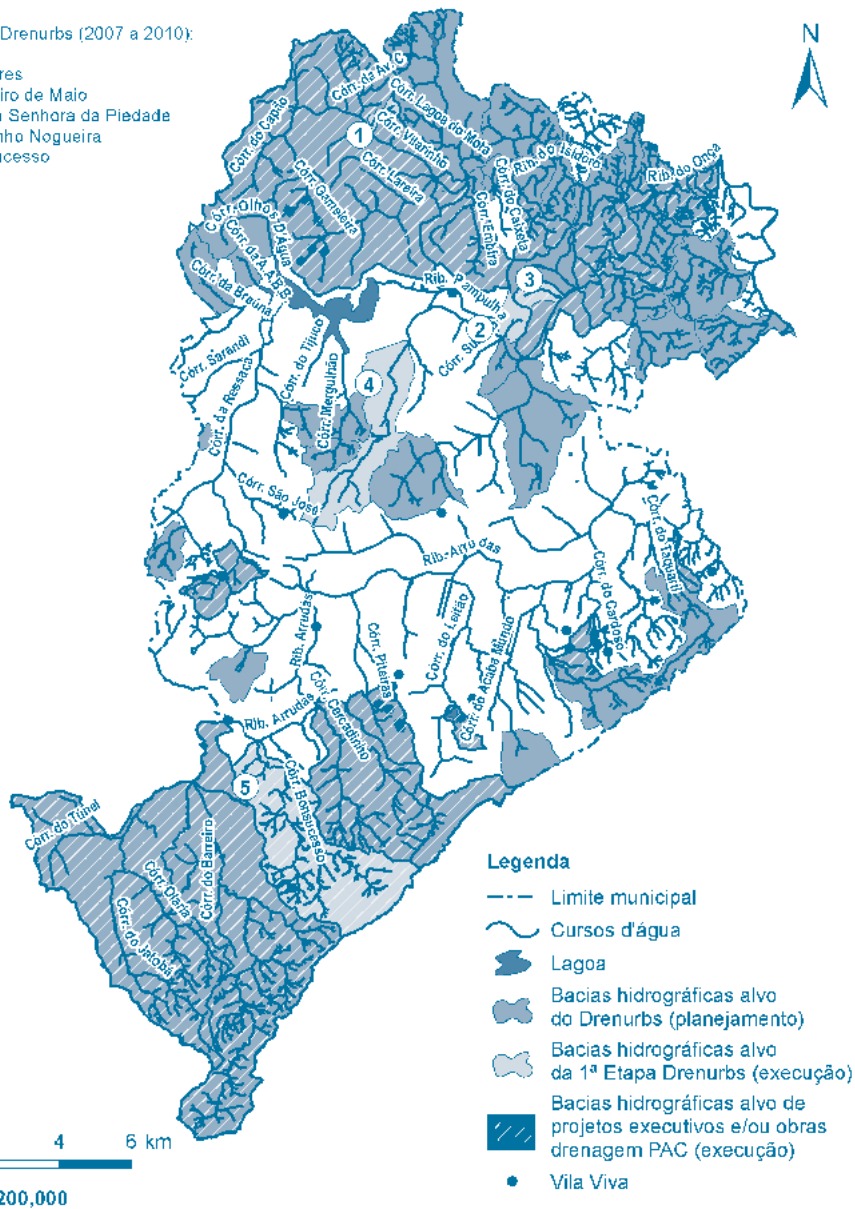 Drenurbs (2007 a 2010):
res
iro de Maio
a Senhora da Piedade
nho Nogueira
ucesso
N
Córr. da Av. C
Córr. Lagoa do Mota
Córr. do Capão
1
Córr. Vilarinho
Rib. do Isidoro
Rib. do Onça
Córr. Lareira
Córr. Gameleira
Córr. do Caixeta
Córr. Embira
Córr. Olhos D'Água
Córr. da A.A.B.B.
Córr. da Braúna
Rib. Pampulha
3
2
Córr. Su
Córr. Sarandi
Córr. do Tijuco
Córr. da Ressaca
Córr. Mergulhão
4
Córr. São José
Rib. Arrudas
Córr. do Taquaril
Córr. do Cardoso
Rib. Arrudas
Córr. Piteiras
Córr. do Leitão
Córr. do Acaba Mundo
Rib. Arrudas
Córr. Cercadinho
5
Córr. Bonsucesso
Córr. do Túnel
Córr. do Barreiro
Córr. Olaria
Córr. do Jatobá
Legenda
Limite municipal
Cursos d'água
Lagoa
Bacias hidrográficas alvo
do Drenurbs (planejamento)
Bacias hidrográficas alvo
da 1ª Etapa Drenurbs (execução)
Bacias hidrográficas alvo de
projetos executivos e/ou obras
drenagem PAC (execução)
Vila Viva
4 6 km
200,000